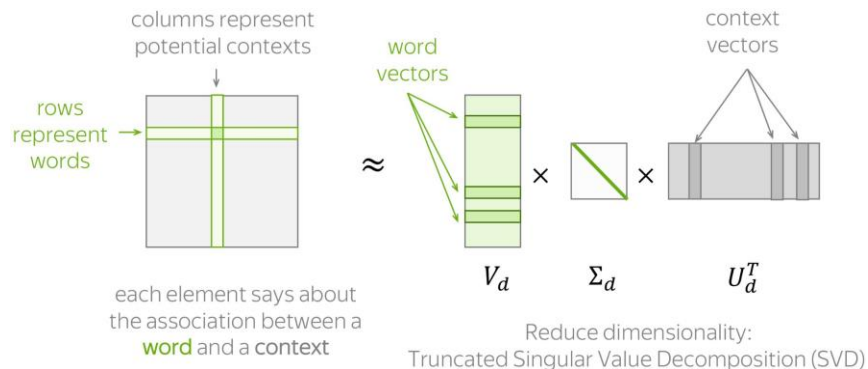 columns represent
potential contexts
rows
represent
words
each element says about
the association between a
word and a context
≈
word
vectors
×
×
context
vectors
V_d
Σ_d
U_d^T
Reduce dimensionality:
Truncated Singular Value Decomposition (SVD)